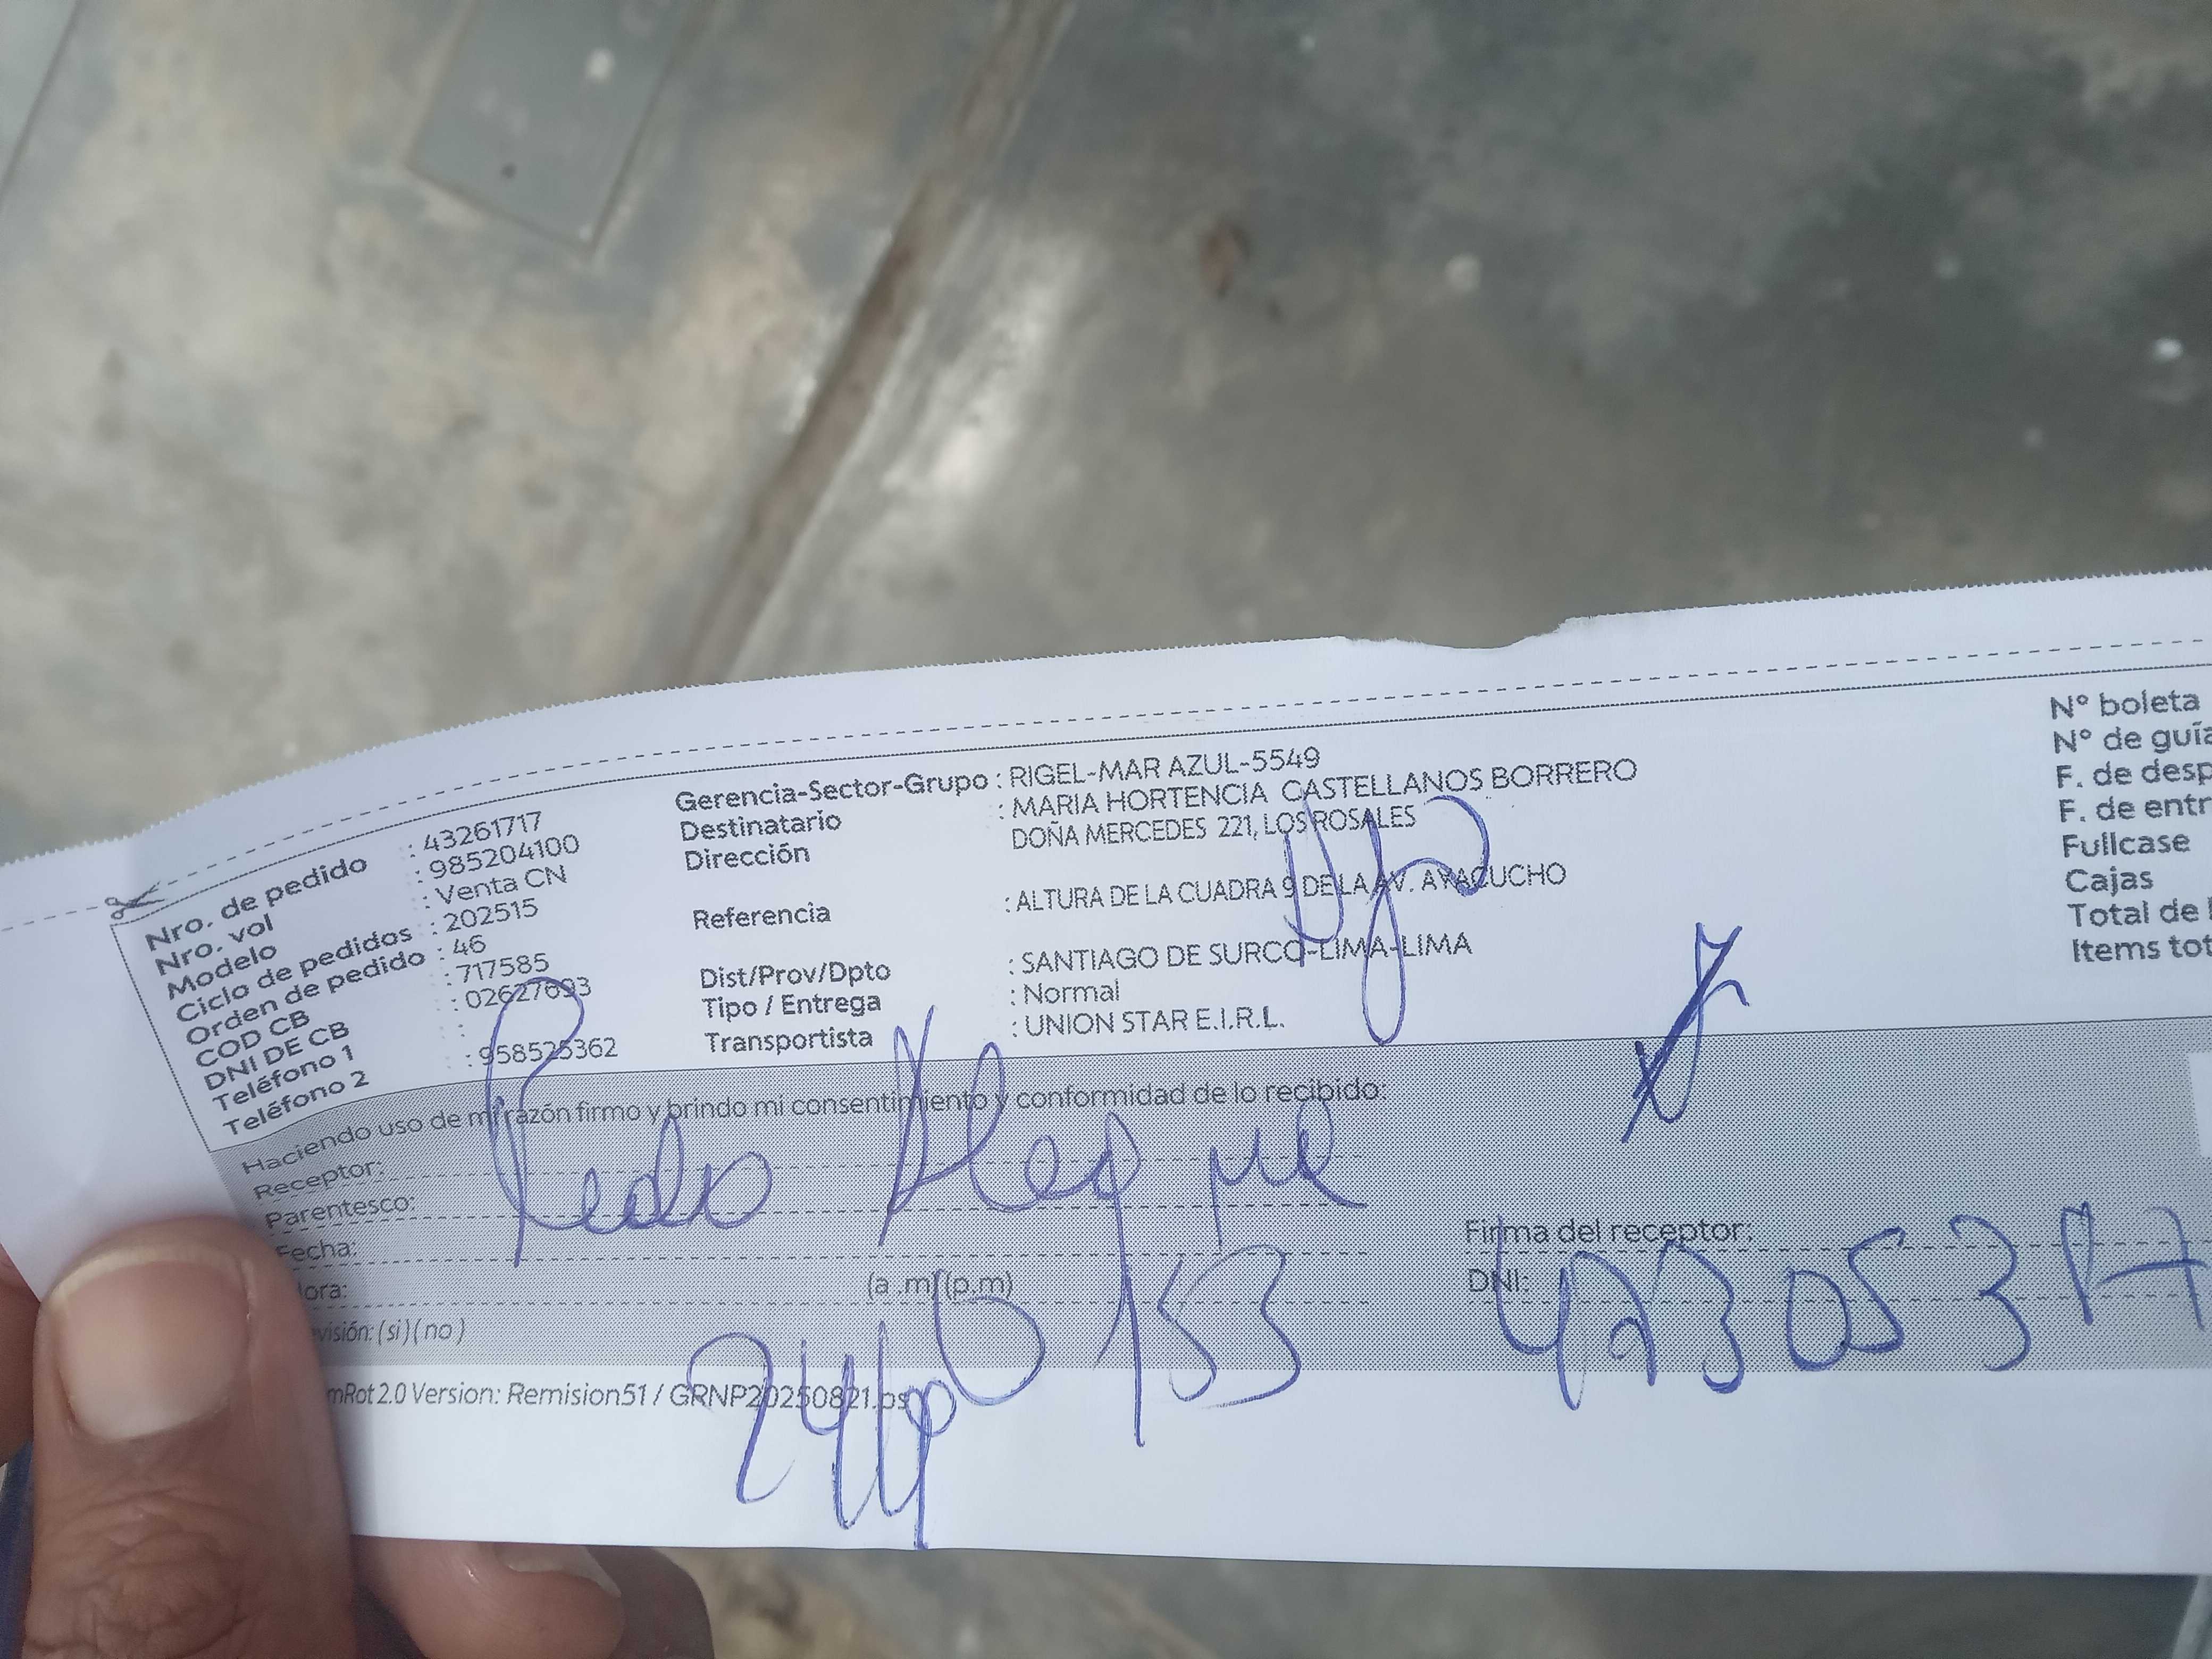 Nro. de pedido : 43261717
Nro. vol : 985204100
Modelo : Venta CN
Ciclo de pedidos : 202515
Orden de pedido : 46
COD CB : 717585
DNI DE CB : 02627693
Teléfono 1 :
Teléfono 2 : 958525362
Gerencia-Sector-Grupo : RIGEL-MAR AZUL-5549
Destinatario : MARIA HORTENCIA CASTELLANOS BORRERO
Dirección DOÑA MERCEDES 221, LOS ROSALES
Referencia : ALTURA DE LA CUADRA 9 DE LA AV. AYACUCHO
Dist/Prov/Dpto : SANTIAGO DE SURCO-LIMA-LIMA
Tipo / Entrega : Normal
Transportista : UNION STAR E.I.R.L.
N° boleta
N° de guía
F. de desp
F. de entr
Fullcase
Cajas
Total de
Items tot
Haciendo uso de mi razón firmo y brindo mi consentimiento y conformidad de lo recibido:
Receptor:
Pedro
Parentesco:
Fecha:
Firma del receptor:
ora: (a .m)(p.m)
DNI:
visión: (si)(no)
mRot 2.0 Version: Remision51 / GRNP20250821.ps